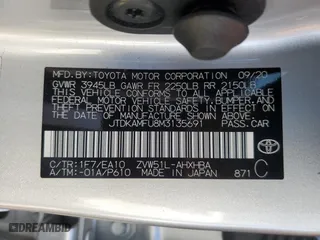 MFD.BY:TOYOTA MOTOR CORPORATION 09/20
GVWR 3945LB GAWR FR 2250LB RR 2150LB
THIS VEHICLE CONFORMS TO ALL APPLICABLE
FEDERAL MOTOR VEHICLE SAFETY, BUMPER, AND
THEFT PREVENTION STANDARDS IN EFFECT ON
THE DATE OF MANUFACTURE SHOWN ABOVE.
JTDKAMFU8M3135691
PASS. CAR
TOYOTA
C/TR:1F7/EA10 ZVW51L-AHXHBA C
A/TM:-01A/P610 MADE IN JAPAN 871
DREAMBID.COM